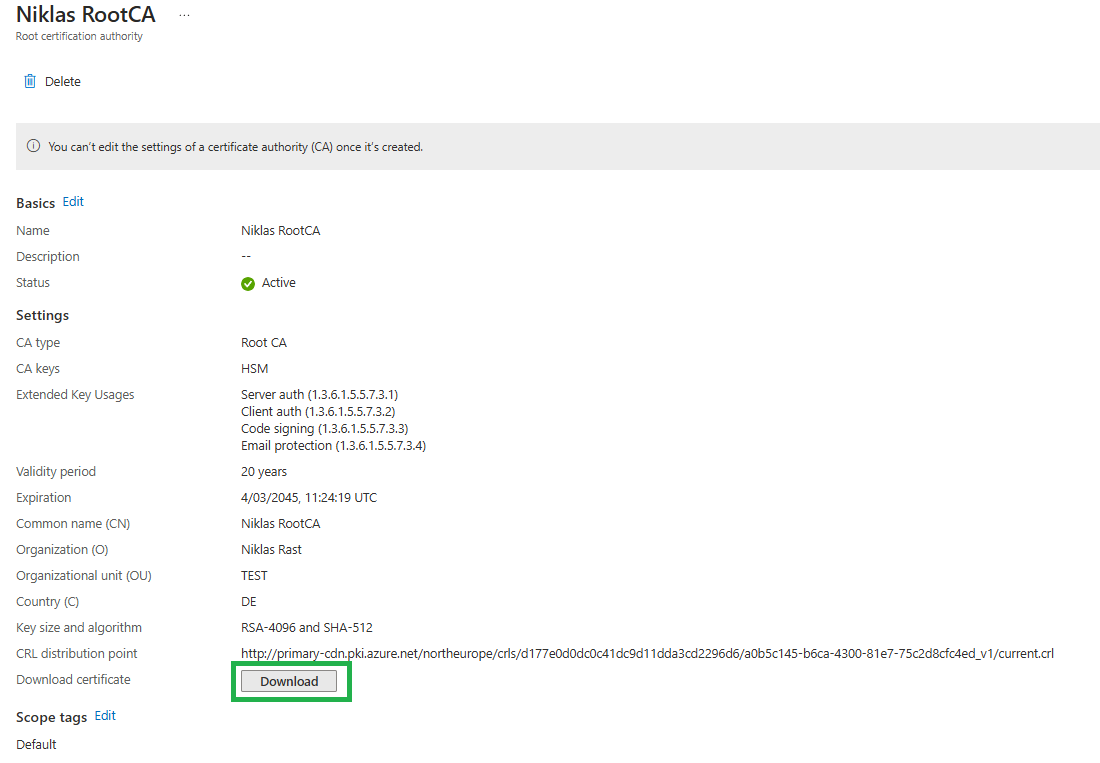 Niklas RootCA ...
Root certification authority
Delete
You can't edit the settings of a certificate authority (CA) once it's created.
Basics Edit
Name Niklas RootCA
Description --
Status Active
Settings
CA type Root CA
CA keys HSM
Extended Key Usages Server auth (1.3.6.1.5.5.7.3.1)
Client auth (1.3.6.1.5.5.7.3.2)
Code signing (1.3.6.1.5.5.7.3.3)
Email protection (1.3.6.1.5.5.7.3.4)
Validity period 20 years
Expiration 4/03/2045, 11:24:19 UTC
Common name (CN) Niklas RootCA
Organization (O) Niklas Rast
Organizational unit (OU) TEST
Country (C) DE
Key size and algorithm RSA-4096 and SHA-512
CRL distribution point http://primary-cdn.pki.azure.net/northeurope/crls/d177e0d0dc0c41dc9d11dda3cd2296d6/a0b5c145-b6ca-4300-81e7-75c2d8cfc4ed_v1/current.crl
Download certificate Download
Scope tags Edit
Default